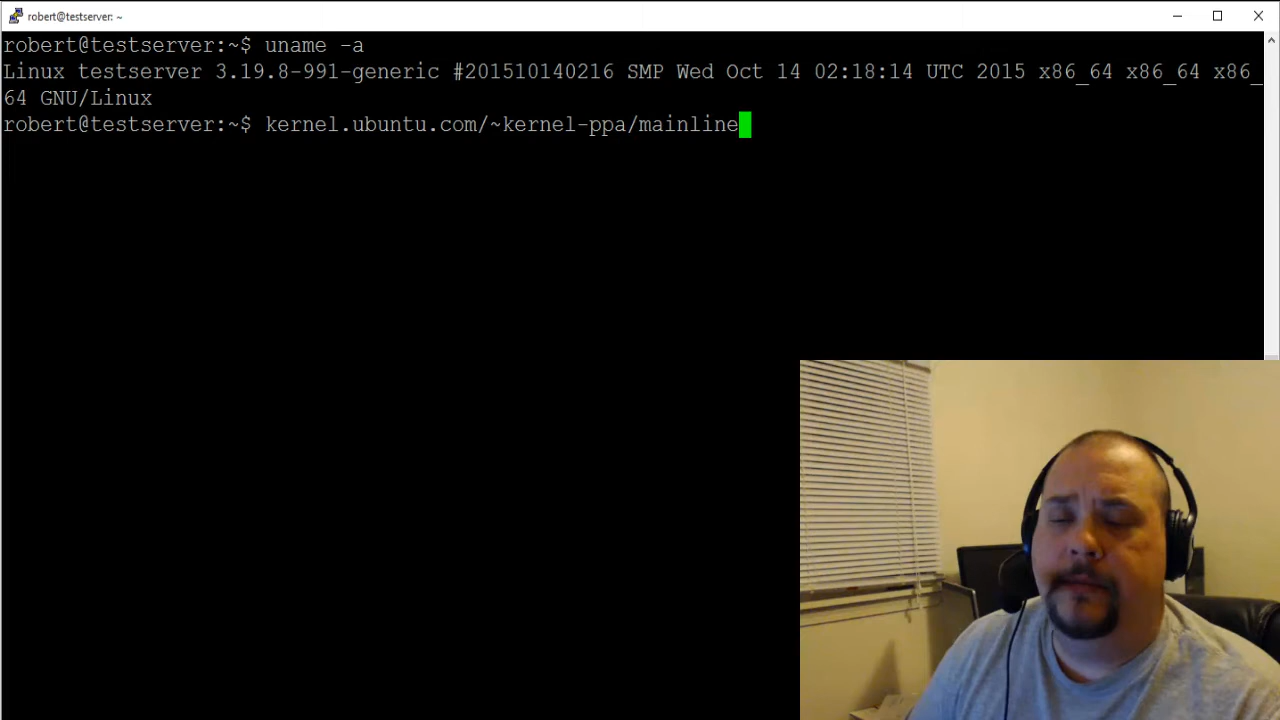 robert@testserver: ~
robert@testserver:~$ uname -a
Linux testserver 3.19.8-991-generic #201510140216 SMP Wed Oct 14 02:18:14 UTC 2015 x86_64 x86_64 x86_
64 GNU/Linux
robert@testserver:~$ kernel.ubuntu.com/~kernel-ppa/mainline